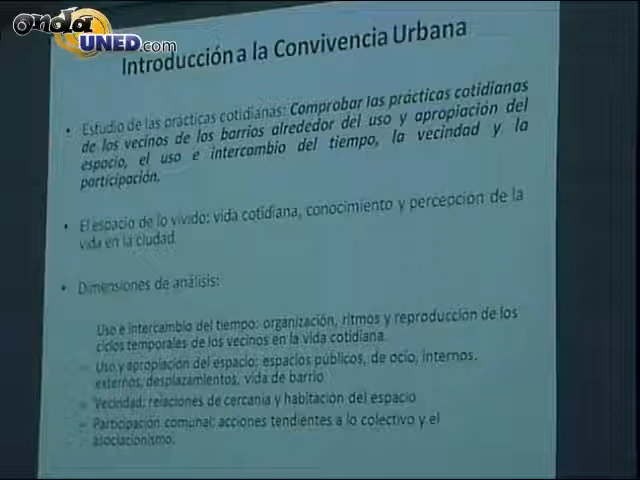 onda
UNED.com
Introducción a la Convivencia Urbana
• Estudio de las prácticas cotidianas: Comprobar las prácticas cotidianas
de los vecinos de los barrios alrededor del uso y apropiación del
espacio, el uso e intercambio del tiempo, la vecindad y la
participación.
• El espacio de lo vivido: vida cotidiana, conocimiento y percepcion de la
vida en la ciudad.
• Dimensiones de análisis:
Uso e intercambio del tiempo: organización, ritmos y reproducción de los
ciclos temporales de los vecinos en la vida cotidiana.
– Uso y apropiación del espacio: espacios públicos, de ocio, internos,
externos, desplazamientos, vida de barrio
– Vecindad: relaciones de cercania y habitación del espacio
– Participación comunal: acciones tendientes a lo colectivo y el
asociacionismo.